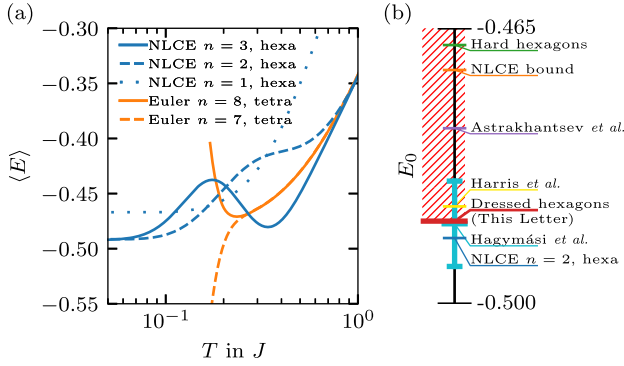 (a)
−0.30
−0.35
−0.40
−0.45
−0.50
−0.55
⟨E⟩
NLCE n = 3, hexa
NLCE n = 2, hexa
NLCE n = 1, hexa
Euler n = 8, tetra
Euler n = 7, tetra
10⁻¹
10⁰
T in J
(b)
-0.465
Hard hexagons
NLCE bound
Astrakhantsev et al.
E₀
Harris et al.
Dressed hexagons
(This Letter)
Hagymási et al.
NLCE n = 2, hexa
-0.500